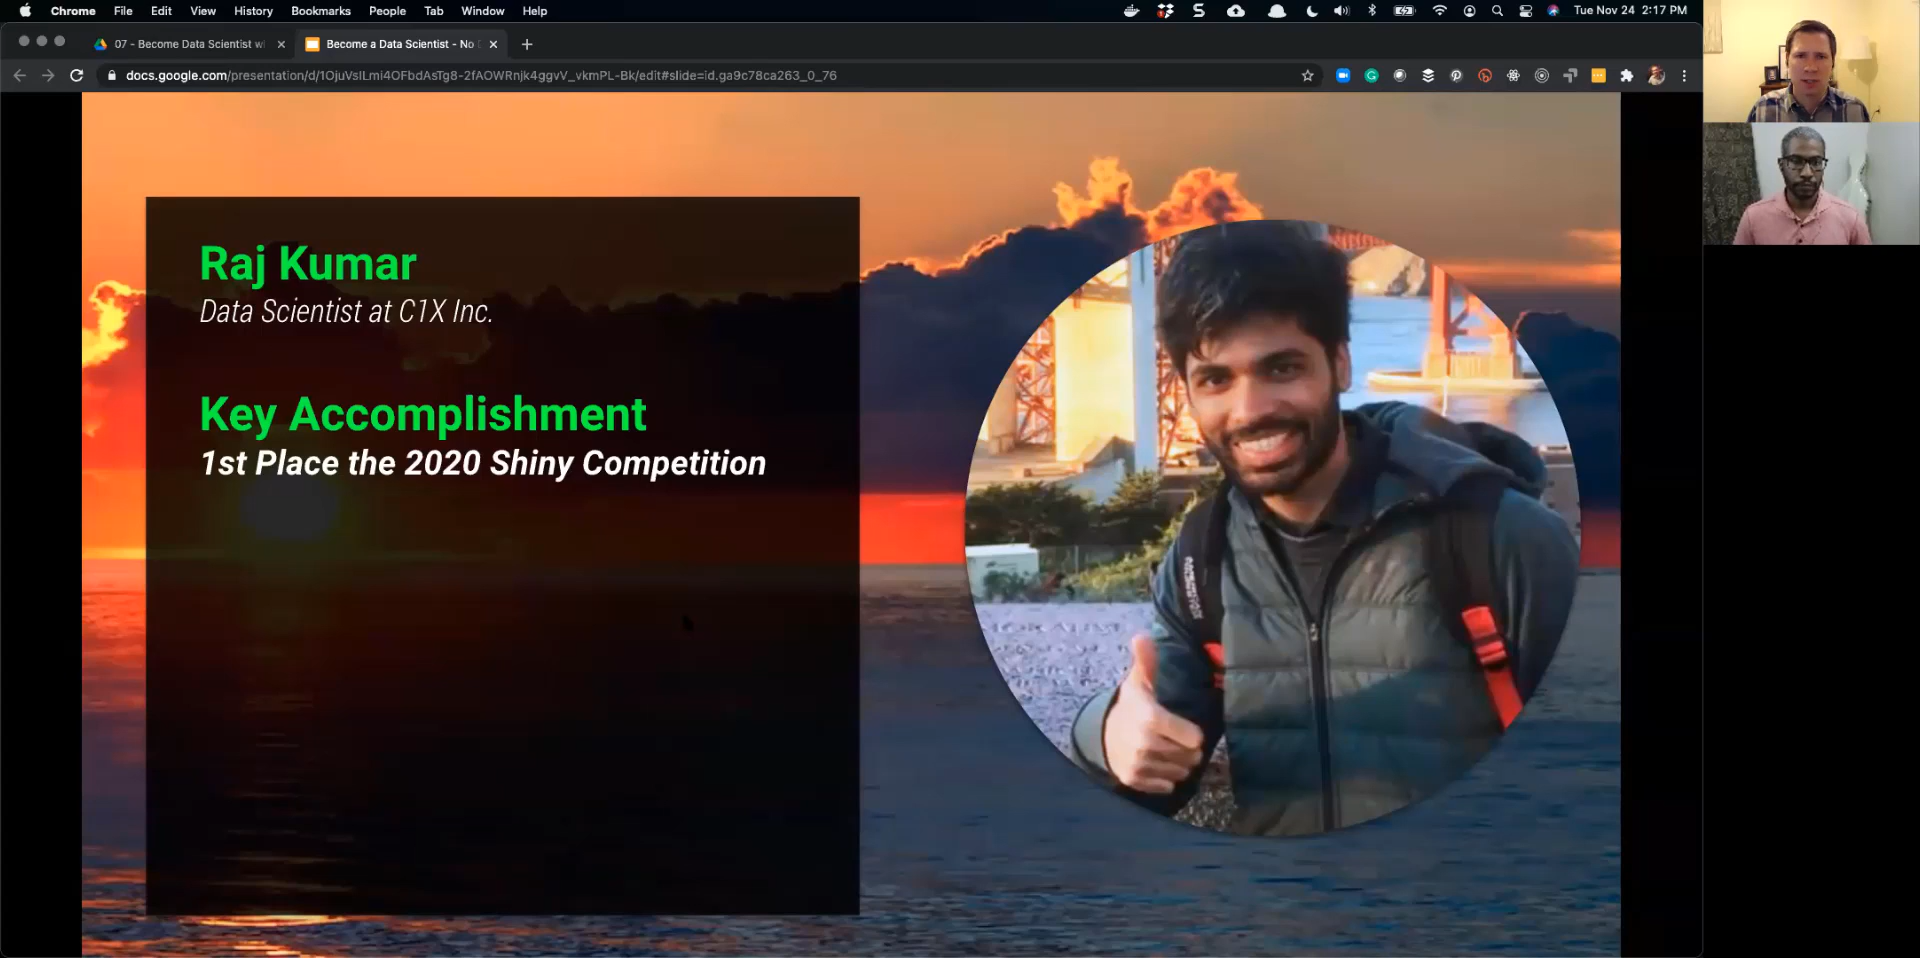 Chrome File Edit View History Bookmarks People Tab Window Help Tue Nov 24 2:17 PM
07 - Become Data Scientist wi Become a Data Scientist - No
docs.google.com/presentation/d/1OjuVsILmi4OFbdAsTg8-2fAOWRnjk4ggvV_vkmPL-Bk/edit#slide=id.ga9c78ca263_0_76
Raj Kumar
Data Scientist at C1X Inc.
Key Accomplishment
1st Place the 2020 Shiny Competition